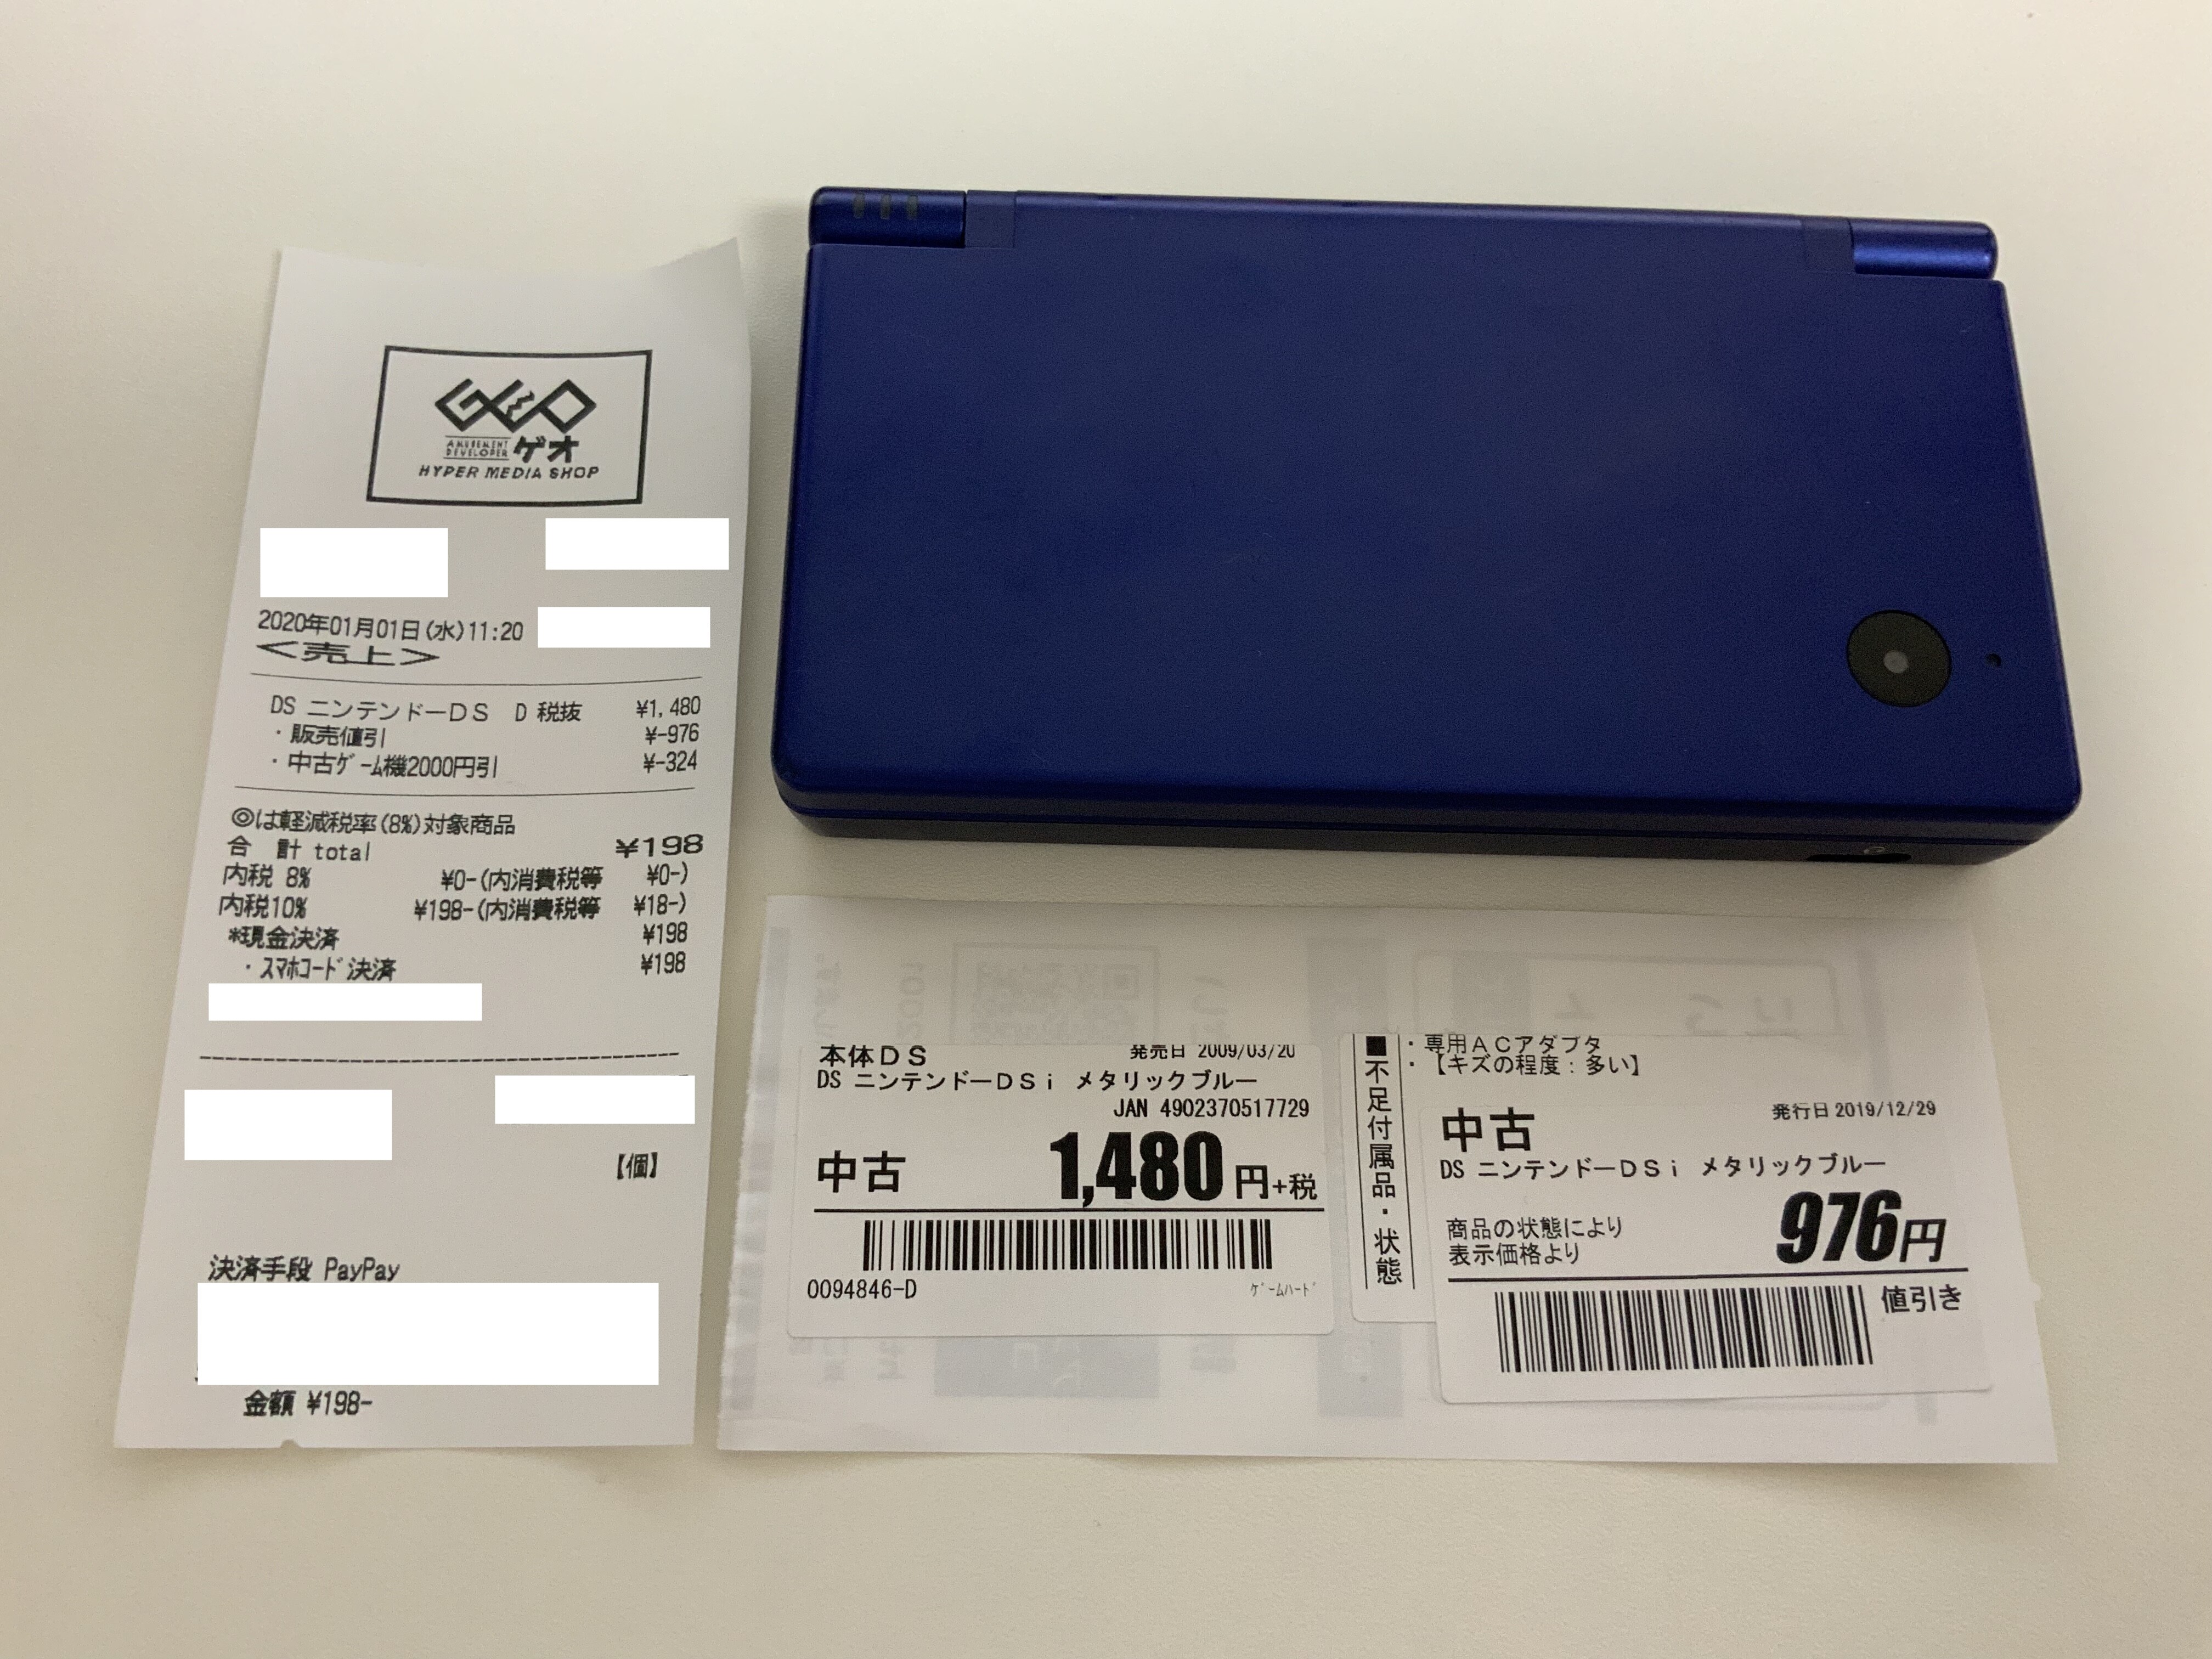 GEO
AMUSEMENT DEVELOPER ゲオ
HYPER MEDIA SHOP
2020年01月01日(水)11:20
＜売上＞
DS ニンテンドーDS D 税抜 ¥1,480
・販売値引 ¥-976
・中古ゲーム機2000円引 ¥-324
◎は軽減税率(8%)対象商品
合 計 total ¥198
内税 8% ¥0-(内消費税等 ¥0-)
内税10% ¥198-(内消費税等 ¥18-)
*現金決済 ¥198
・スマホコード決済 ¥198
【個】
決済手段 PayPay
金額 ¥198-
本体DS 発売日 2009/03/20
DS ニンテンドーDSi メタリックブルー
JAN 4902370517729
中古 1,480円+税
0094846-D ゲームハード
■不足付属品・状態
・専用ACアダプタ
・【キズの程度：多い】
中古 発行日2019/12/29
DS ニンテンドーDSi メタリックブルー
商品の状態により
表示価格より
976円
値引き